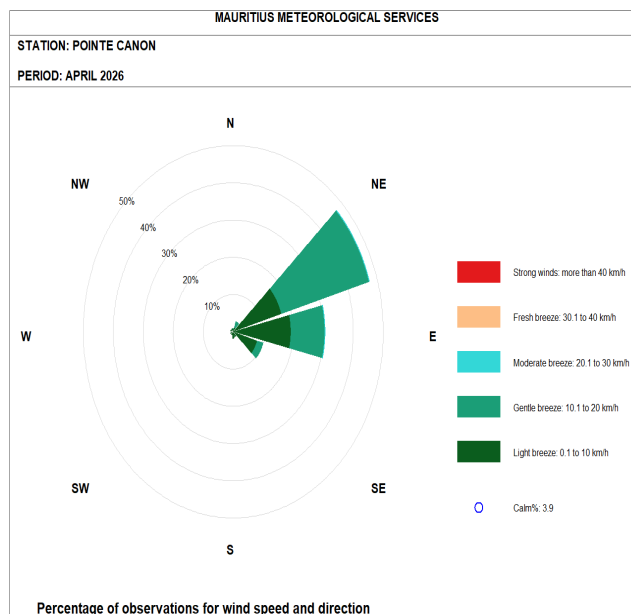 MAURITIUS METEOROLOGICAL SERVICES
STATION: POINTE CANON
PERIOD: APRIL 2026
N
NW
NE
50%
40%
30%
20%
10%
W
E
SW
SE
S
Strong winds: more than 40 km/h
Fresh breeze: 30.1 to 40 km/h
Moderate breeze: 20.1 to 30 km/h
Gentle breeze: 10.1 to 20 km/h
Light breeze: 0.1 to 10 km/h
Calm%: 3.9
Percentage of observations for wind speed and direction